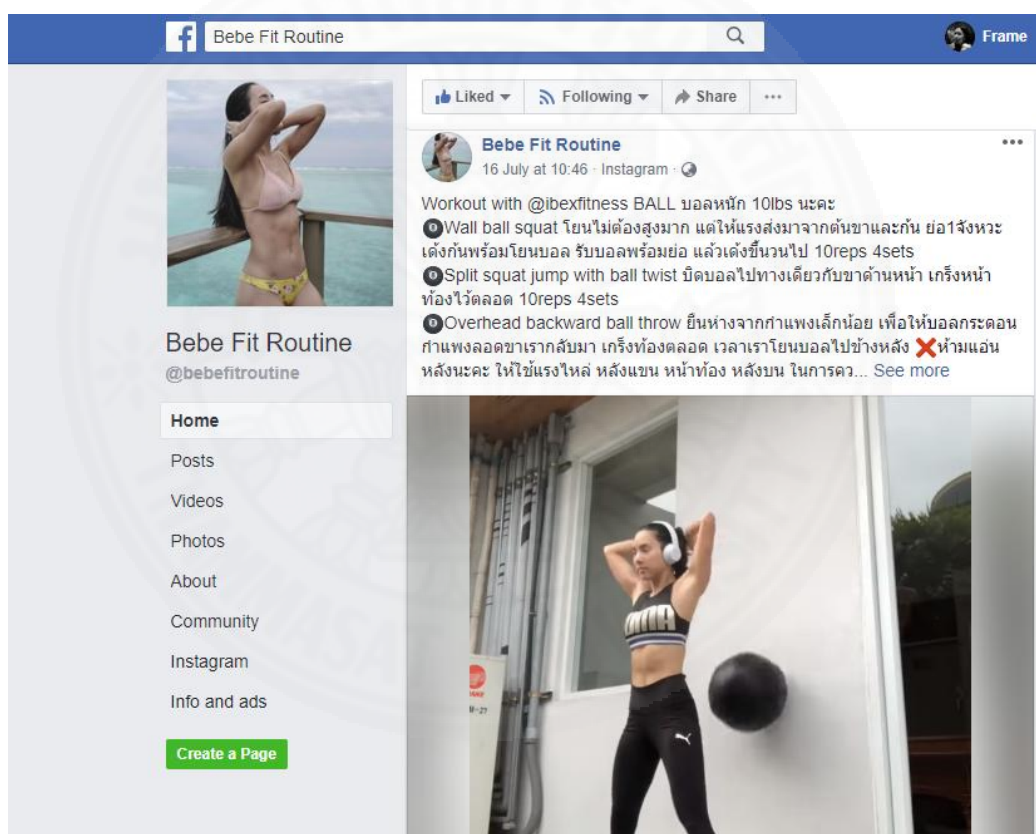 Bebe Fit Routine
Frame
Liked
Following
Share
Bebe Fit Routine
16 July at 10:46 · Instagram ·
Workout with @ibexfitness BALL บอลหนัก 10lbs นะคะ
Wall ball squat โยนไม่ต้องสูงมาก แต่ให้แรงส่งมาจากต้นขาและก้น ย่อ1จังหวะ
เด้งก้นพร้อมโยนบอล รับบอลพร้อมย่อ แล้วเด้งขึ้นวนไป 10reps 4sets
Split squat jump with ball twist บิดบอลไปทางเดียวกับขาด้านหน้า เกร็งหน้า
ท้องไว้ตลอด 10reps 4sets
Overhead backward ball throw ยืนห่างจากกำแพงเล็กน้อย เพื่อให้บอลกระดอน
กำแพงลอดขาเรากลับมา เกร็งท้องตลอด เวลาเราโยนบอลไปข้างหลัง ❌ห้ามแอ่น
หลังนะคะ ให้ใช้แรงไหล่ หลังแขน หน้าท้อง หลังบน ในการคว... See more
Bebe Fit Routine
@bebefitroutine
Home
Posts
Videos
Photos
About
Community
Instagram
Info and ads
Create a Page
PUMA